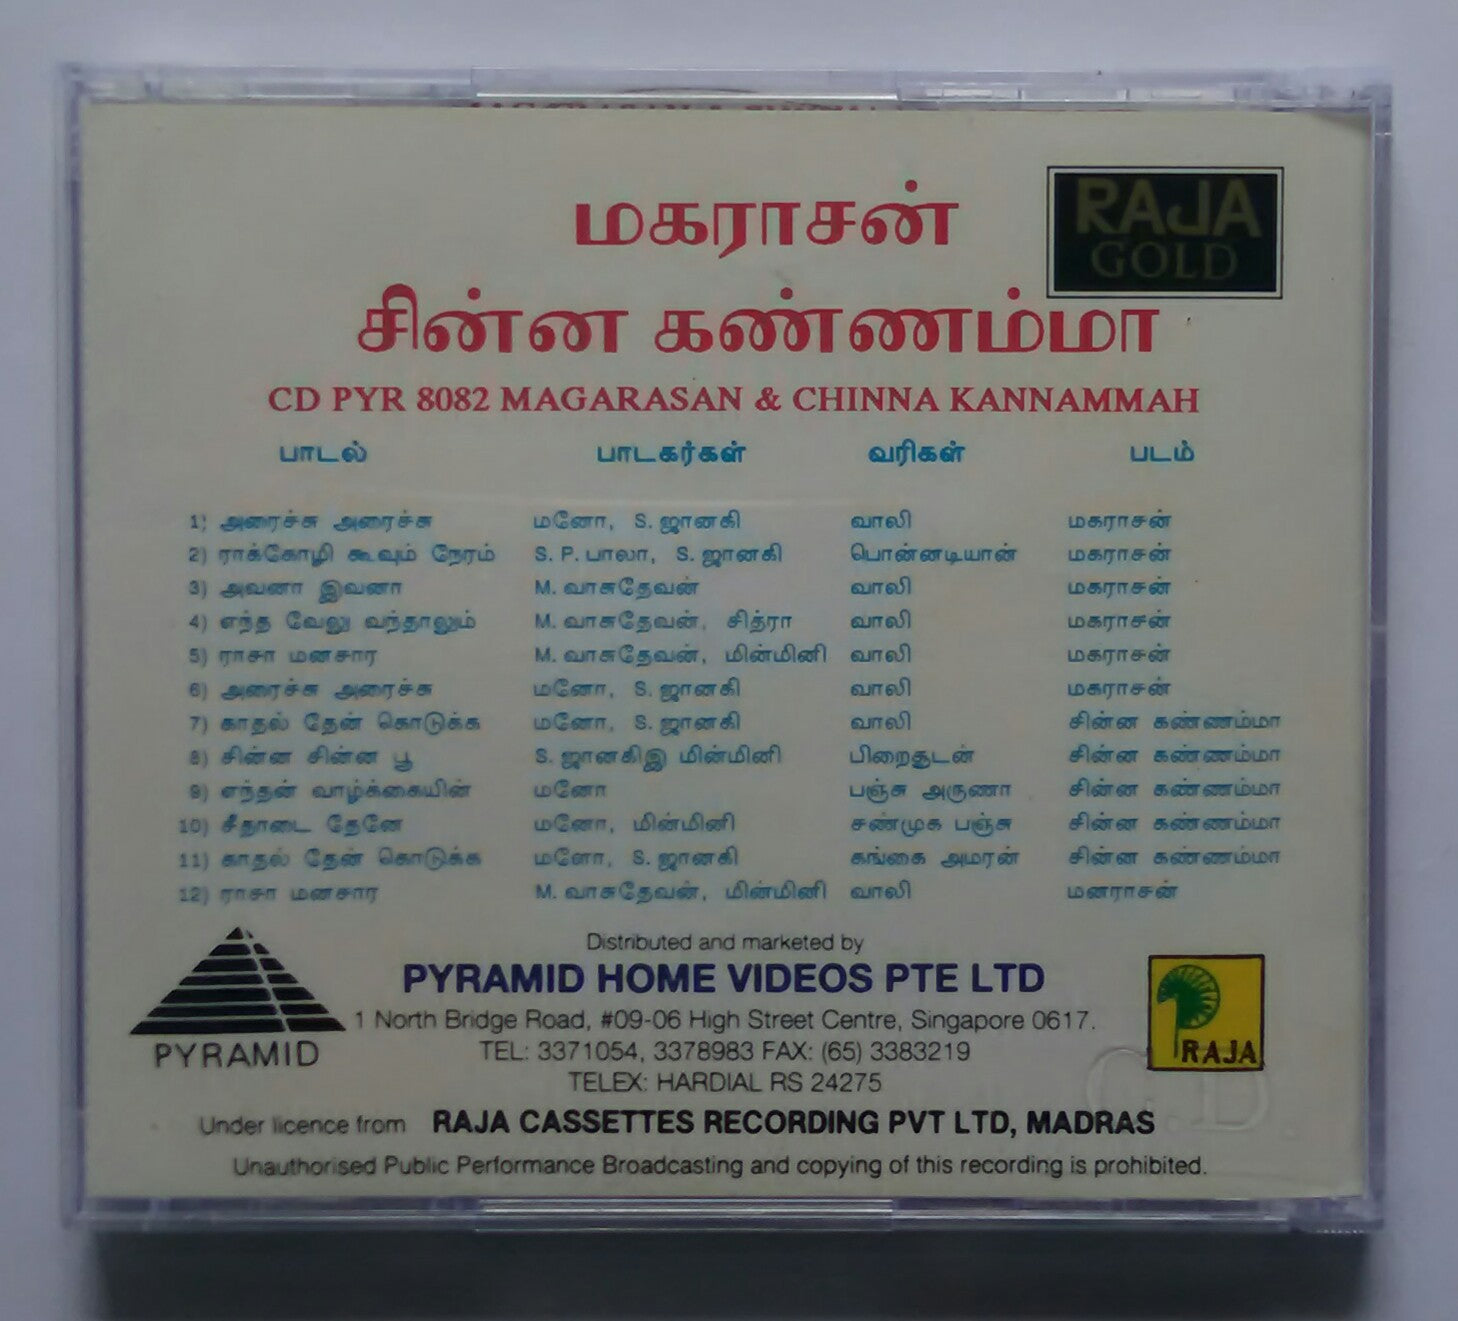 மகராசன்
RAJA
GOLD
சின்ன கண்ணம்மா
CD PYR 8082 MAGARASAN & CHINNA KANNAMMAH
பாடல் பாடகர்கள் வரிகள் படம்
1) அரைச்சு அரைச்சு மனோ, S. ஜானகி வாலி மகராசன்
2) ராக்கோழி கூவும் நேரம் S. P. பாலா, S. ஜானகி பொன்னடியான் மகராசன்
3) அவனா இவனா M. வாசுதேவன் வாலி மகராசன்
4) எந்த வேலு வந்தாலும் M. வாசுதேவன், சித்ரா வாலி மகராசன்
5) ராசா மனசார M. வாசுதேவன், மின்மினி வாலி மகராசன்
6) அரைச்சு அரைச்சு மனோ, S. ஜானகி வாலி மகராசன்
7) காதல் தேன் கொடுக்க மனோ, S. ஜானகி வாலி சின்ன கண்ணம்மா
8) சின்ன சின்ன பூ S. ஜானகிஇ மின்மினி பிறைசூடன் சின்ன கண்ணம்மா
9) எந்தன் வாழ்க்கையின் மனோ பஞ்சு அருணா சின்ன கண்ணம்மா
10) சீதாடை தேனே மனோ, மின்மினி சண்முக பஞ்சு சின்ன கண்ணம்மா
11) காதல் தேன் கொடுக்க மளோ, S. ஜானகி கங்கை அமரன் சின்ன கண்ணம்மா
12) ராசா மனசார M. வாசுதேவன், மின்மினி வாலி மனராசன்
Distributed and marketed by
PYRAMID HOME VIDEOS PTE LTD
1 North Bridge Road, #09-06 High Street Centre, Singapore 0617.
TEL: 3371054, 3378983 FAX: (65) 3383219
PYRAMID
RAJA
TELEX: HARDIAL RS 24275
Under licence from RAJA CASSETTES RECORDING PVT LTD, MADRAS
Unauthorised Public Performance Broadcasting and copying of this recording is prohibited.